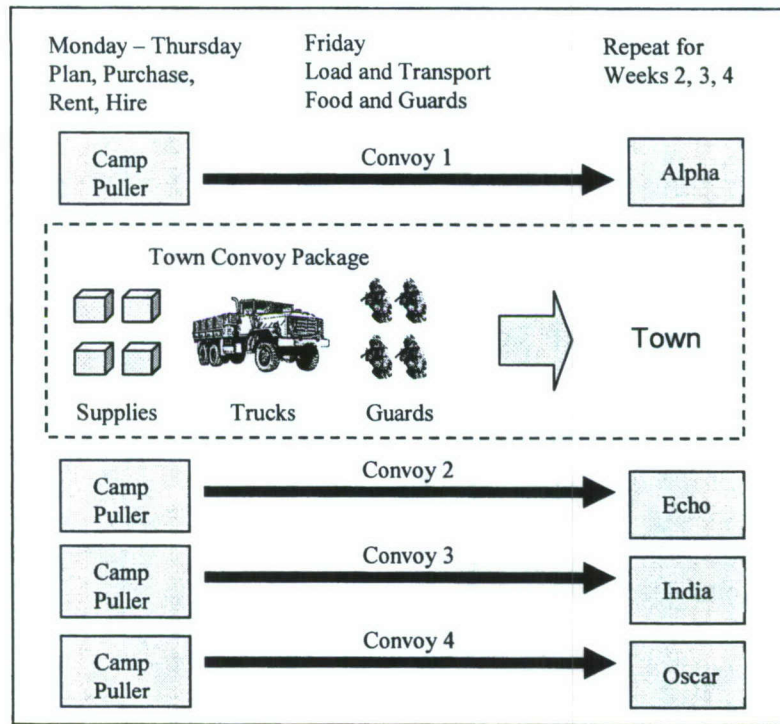 Monday – Thursday
Plan, Purchase,
Rent, Hire
Friday
Load and Transport
Food and Guards
Repeat for
Weeks 2, 3, 4
Camp
Puller
Convoy 1
Alpha
Town Convoy Package
Supplies
Trucks
Guards
Town
Camp
Puller
Convoy 2
Echo
Camp
Puller
Convoy 3
India
Camp
Puller
Convoy 4
Oscar